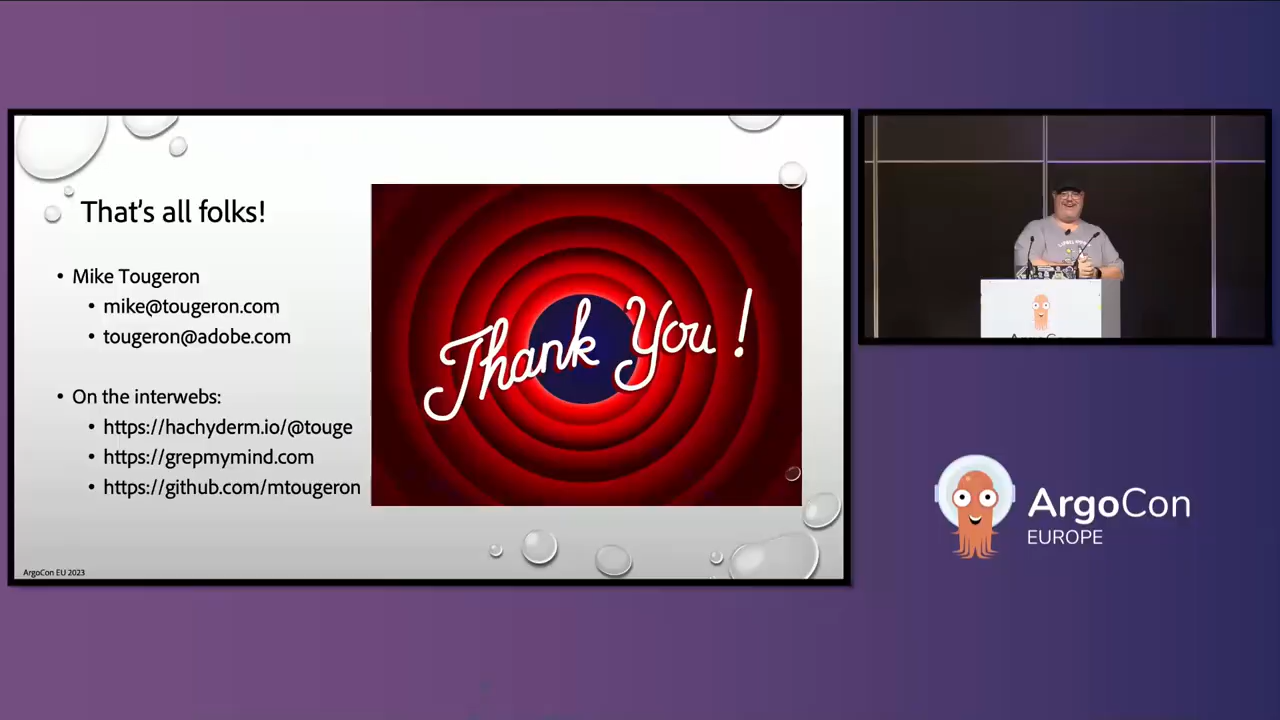 That's all folks!
• Mike Tougeron
• mike@tougeron.com
• tougeron@adobe.com
• On the interwebs:
• https://hachyderm.io/@touge
• https://grepmymind.com
• https://github.com/mtougeron
Thank You !
ArgoCon EU 2023
ArgoCon
EUROPE